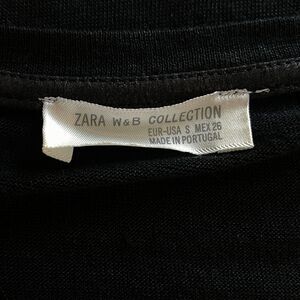 ZARA W&B COLLECTION
EUR-USA S MEX 26
MADE IN PORTUGAL